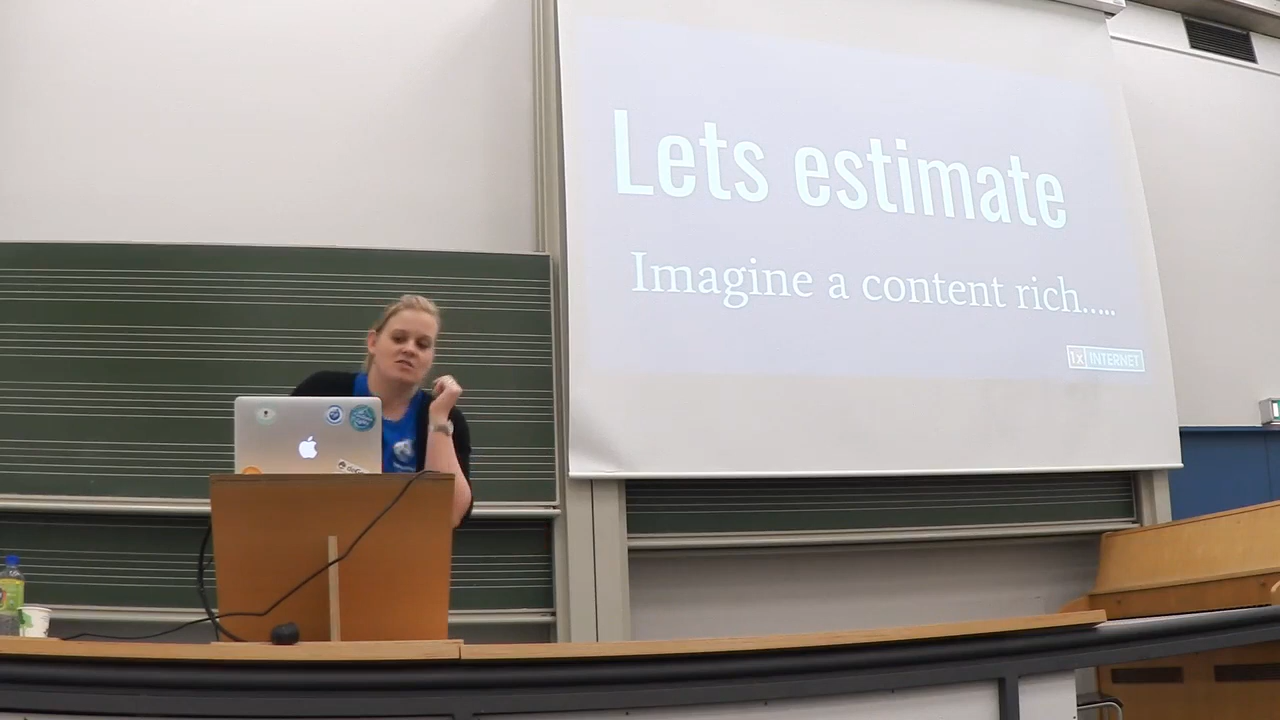 Lets estimate
Imagine a content rich.....
1x INTERNET